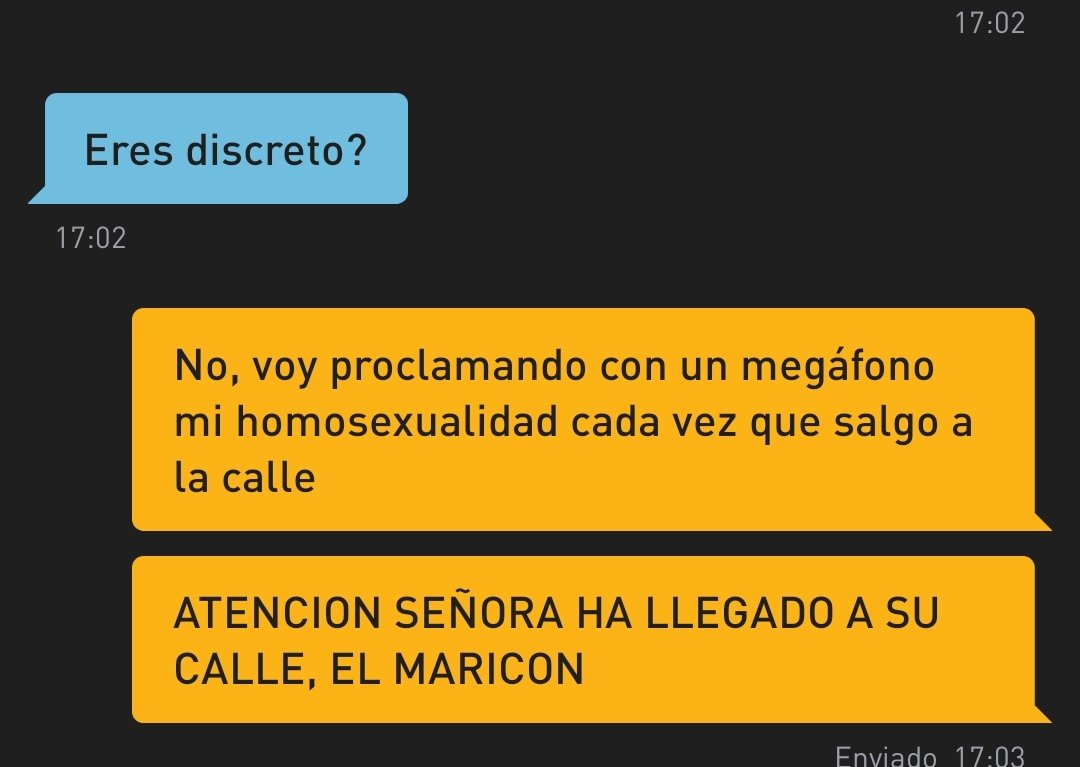 17:02
Eres discreto?
17:02
No, voy proclamando con un megáfono
mi homosexualidad cada vez que salgo a
la calle
ATENCION SEÑORA HA LLEGADO A SU
CALLE, EL MARICON
Enviado 17:03